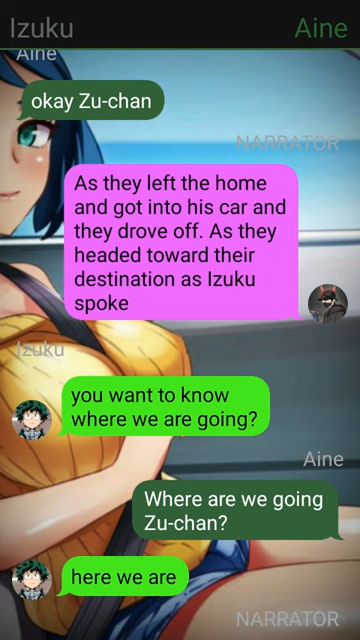 Izuku
Aine
Aine
okay Zu-chan
NARRATOR
As they left the home
and got into his car and
they drove off. As they
headed toward their
destination as Izuku
spoke
Izuku
you want to know
where we are going?
Aine
Where are we going
Zu-chan?
here we are
NARRATOR